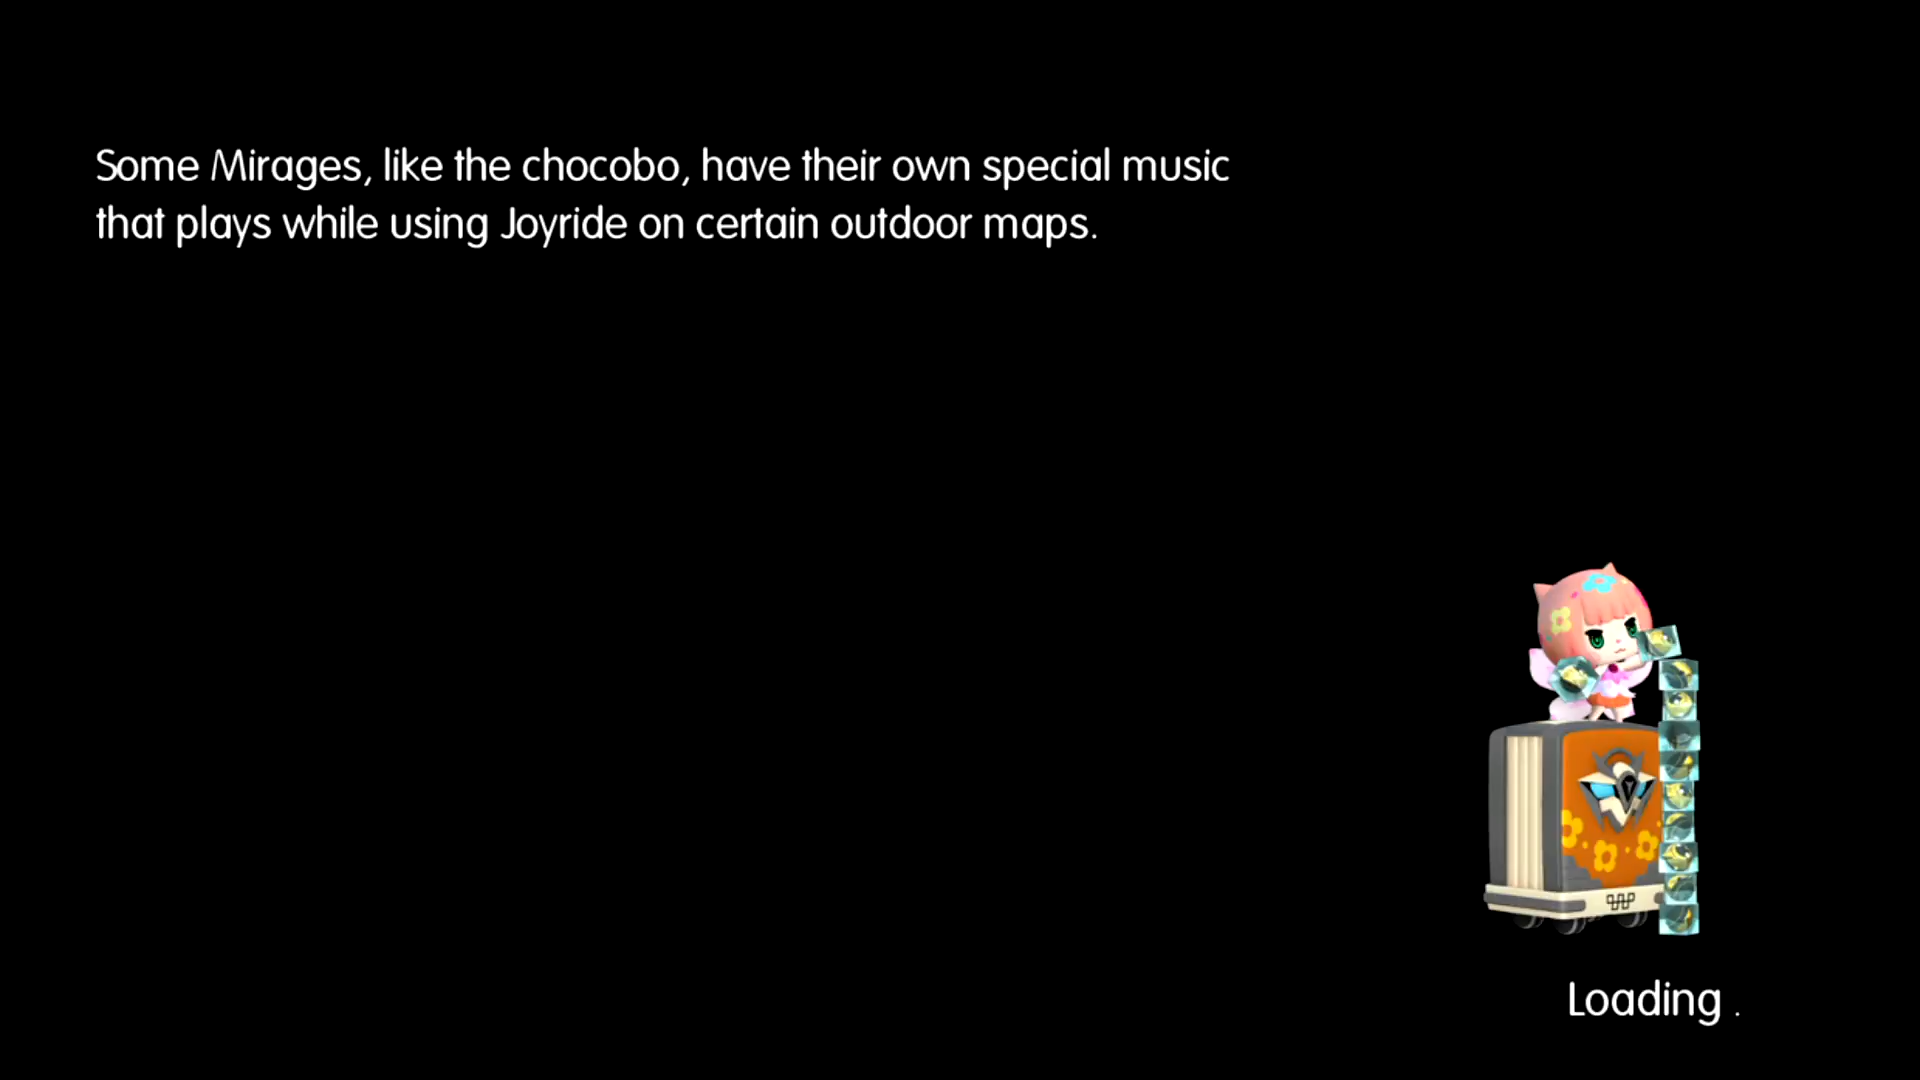 Some Mirages, like the chocobo, have their own special music
that plays while using Joyride on certain outdoor maps.
Loading .